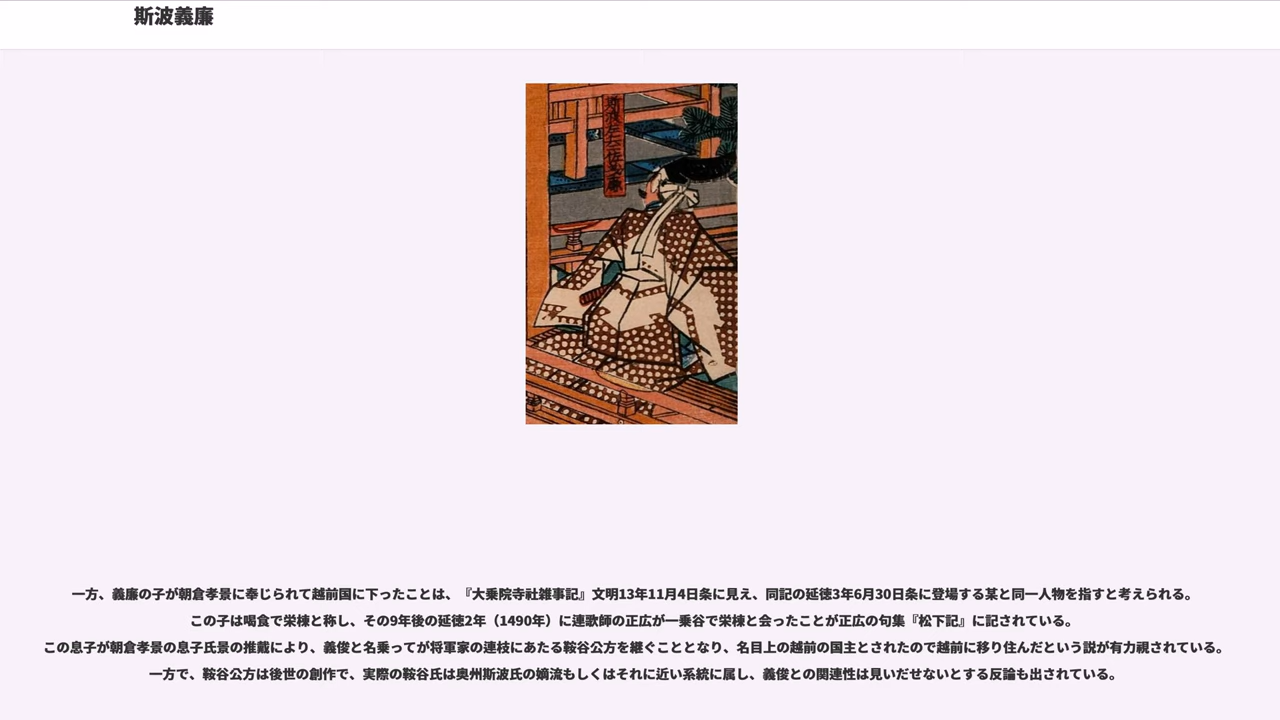 斯波義廉
一方、義廉の子が朝倉孝景に奉じられて越前国に下ったことは、『大乗院寺社雑事記』文明13年11月4日条に見え、同記の延徳3年6月30日条に登場する某と同一人物を指すと考えられる。
この子は喝食で栄棟と称し、その9年後の延徳2年（1490年）に連歌師の正広が一乗谷で栄棟と会ったことが正広の句集『松下記』に記されている。
この息子が朝倉孝景の息子氏景の推戴により、義俊と名乗ってが将軍家の連枝にあたる鞍谷公方を継ぐこととなり、名目上の越前の国主とされたので越前に移り住んだという説が有力視されている。
一方で、鞍谷公方は後世の創作で、実際の鞍谷氏は奥州斯波氏の嫡流もしくはそれに近い系統に属し、義俊との関連性は見いだせないとする反論も出されている。